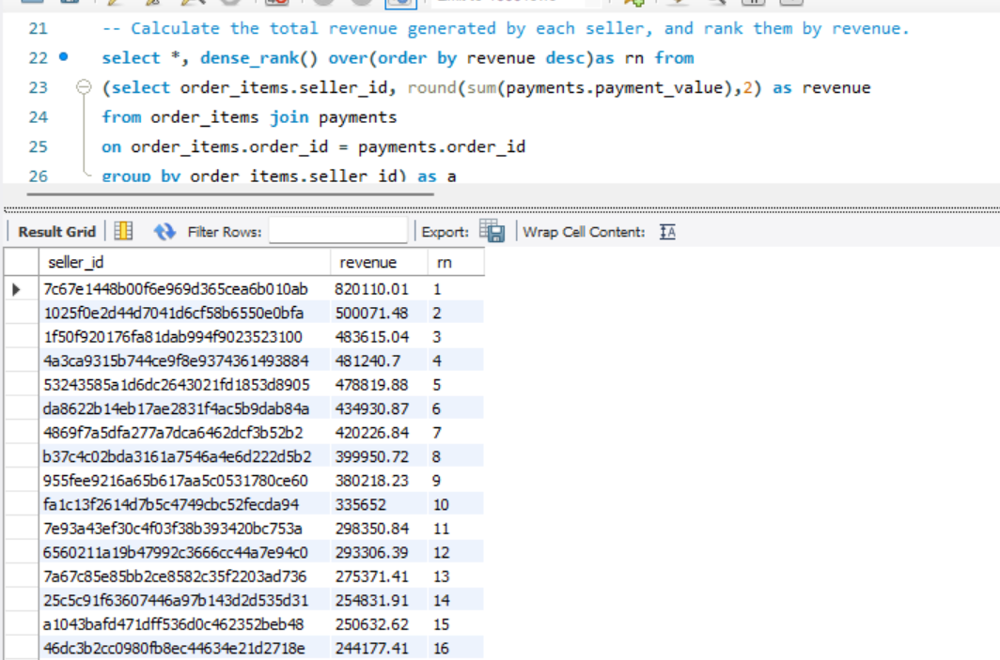 21 -- Calculate the total revenue generated by each seller, and rank them by revenue.
22 select *, dense_rank() over(order by revenue desc)as rn from
23 (select order_items.seller_id, round(sum(payments.payment_value),2) as revenue
24 from order_items join payments
25 on order_items.order_id = payments.order_id
26 group by order_items.seller_id) as a
Result Grid Filter Rows: Export: Wrap Cell Content: IA
seller_id revenue rn
7c67e1448b00f6e969d365cea6b010ab 820110.01 1
1025f0e2d44d7041d6cf58b6550e0bfa 500071.48 2
1f50f920176fa81dab994f9023523100 483615.04 3
4a3ca9315b744ce9f8e9374361493884 481240.7 4
53243585a1d6dc2643021fd1853d8905 478819.88 5
da8622b14eb17ae2831f4ac5b9dab84a 434930.87 6
4869f7a5dfa277a7dca6462dcf3b52b2 420226.84 7
b37c4c02bda3161a7546a4e6d222d5b2 399950.72 8
955fee9216a65b617aa5c0531780ce60 380218.23 9
fa1c13f2614d7b5c4749cbc52fecda94 335652 10
7e93a43ef30c4f03f38b393420bc753a 298350.84 11
6560211a19b47992c3666cc44a7e94c0 293306.39 12
7a67c85e85bb2ce8582c35f2203ad736 275371.41 13
25c5c91f63607446a97b143d2d535d31 254831.91 14
a1043bafd471dff536d0c462352beb48 250632.62 15
46dc3b2cc0980fb8ec44634e21d2718e 244177.41 16